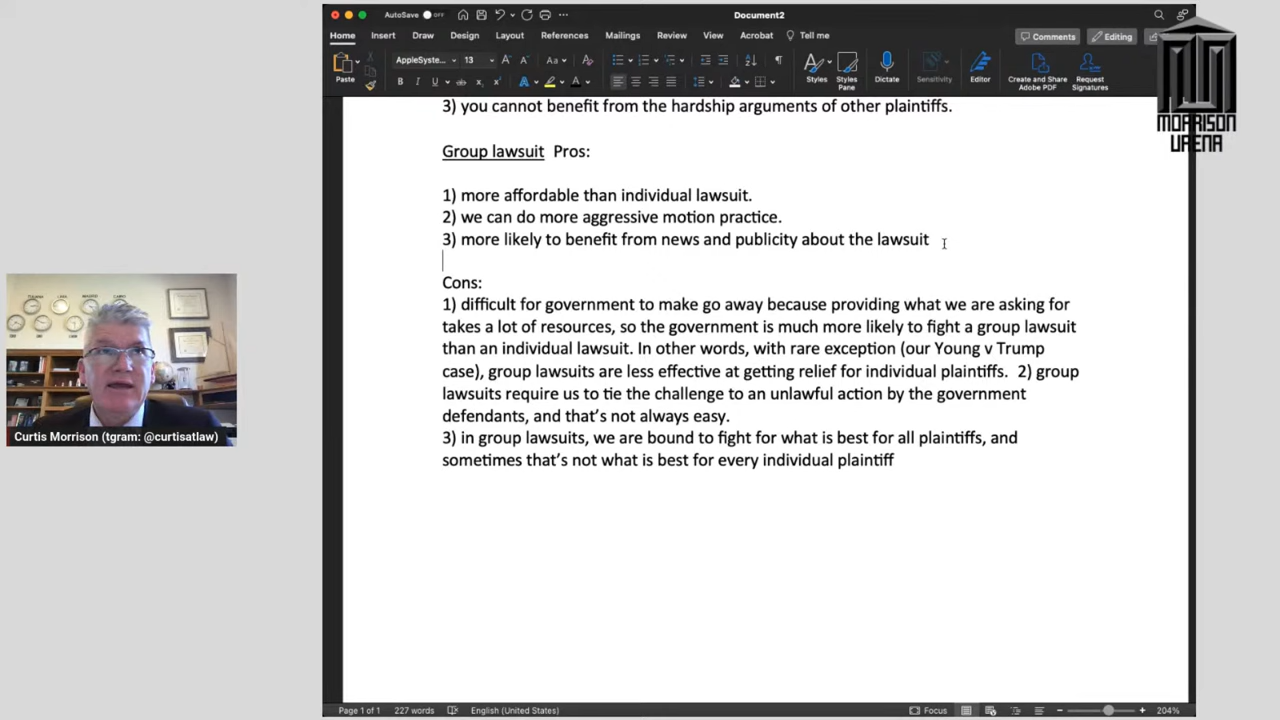 AutoSave OFF
Document2
Home Insert Draw Design Layout References Mailings Review View Acrobat Tell me
Comments Editing
Paste
AppleSyste... 13
Styles
Styles Pane
Dictate
Sensitivity
Editor
Create and Share Adobe PDF
Request Signatures
MORRISON
URENA
3) you cannot benefit from the hardship arguments of other plaintiffs.
Group lawsuit Pros:
1) more affordable than individual lawsuit.
2) we can do more aggressive motion practice.
3) more likely to benefit from news and publicity about the lawsuit
Cons:
1) difficult for government to make go away because providing what we are asking for
takes a lot of resources, so the government is much more likely to fight a group lawsuit
than an individual lawsuit. In other words, with rare exception (our Young v Trump
case), group lawsuits are less effective at getting relief for individual plaintiffs. 2) group
lawsuits require us to tie the challenge to an unlawful action by the government
defendants, and that's not always easy.
3) in group lawsuits, we are bound to fight for what is best for all plaintiffs, and
sometimes that's not what is best for every individual plaintiff
Curtis Morrison (tgram: @curtisatlaw)
Page 1 of 1 227 words English (United States) Focus 204%